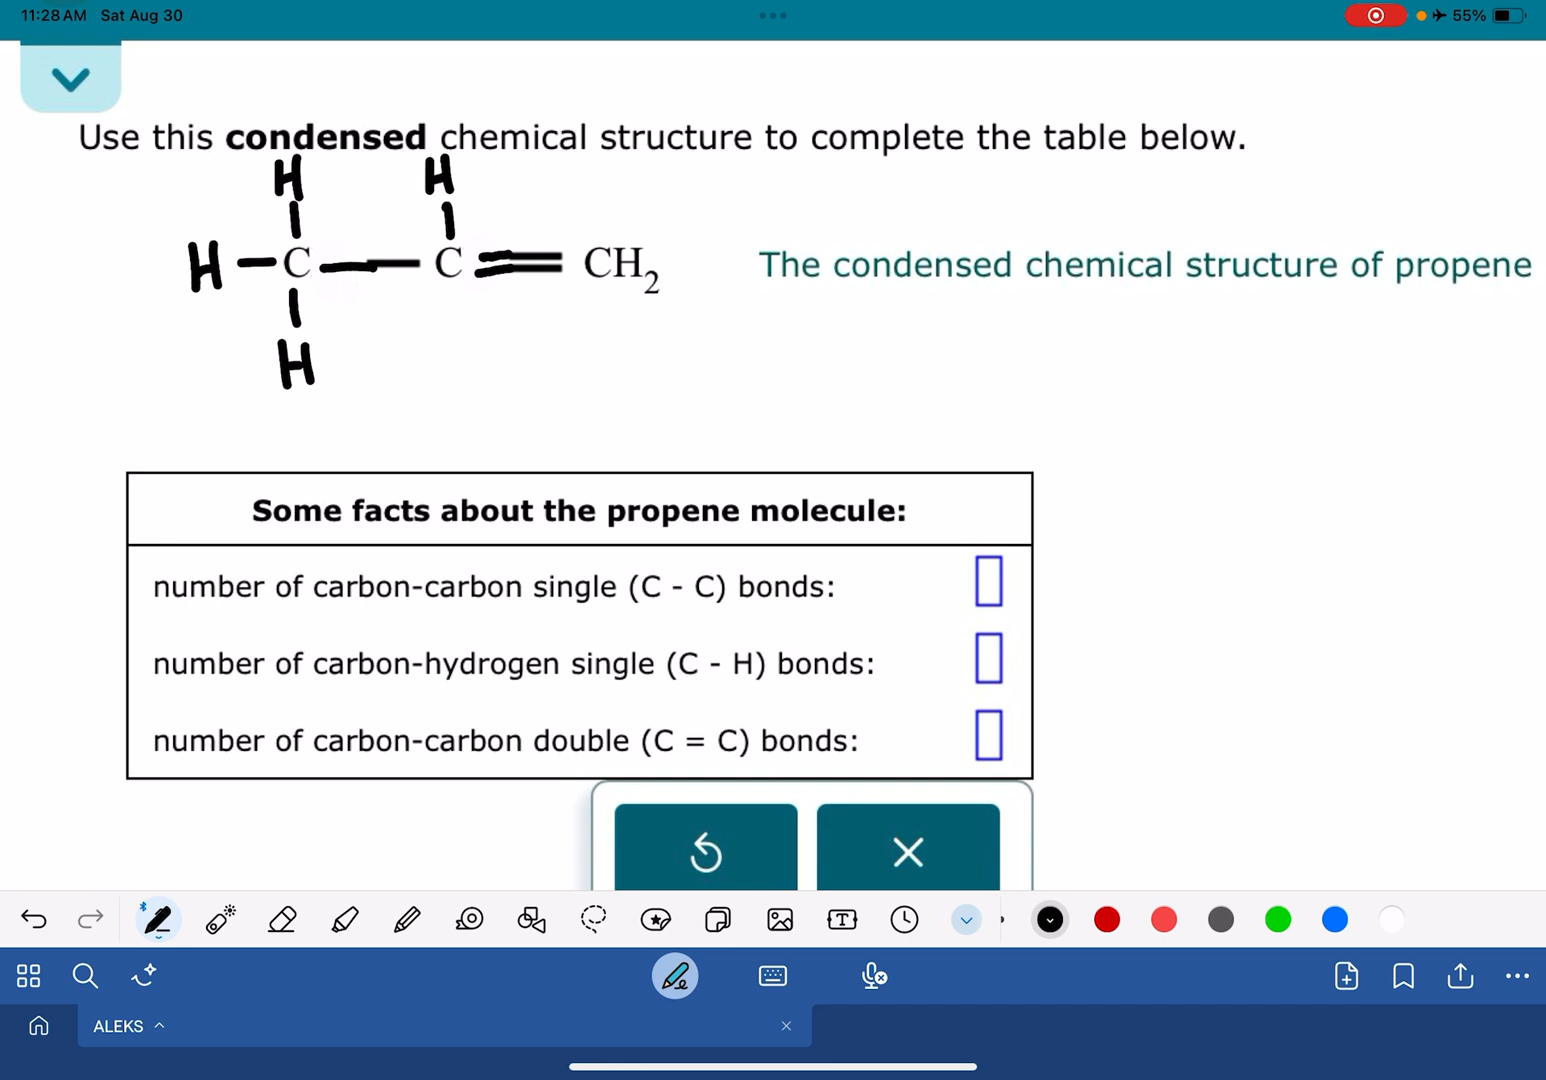 11:28 AM Sat Aug 30
55%
Use this condensed chemical structure to complete the table below.
H H
H - C — C = CH₂
The condensed chemical structure of propene
H
Some facts about the propene molecule:
number of carbon-carbon single (C - C) bonds:
number of carbon-hydrogen single (C - H) bonds:
number of carbon-carbon double (C = C) bonds:
T
ALEKS